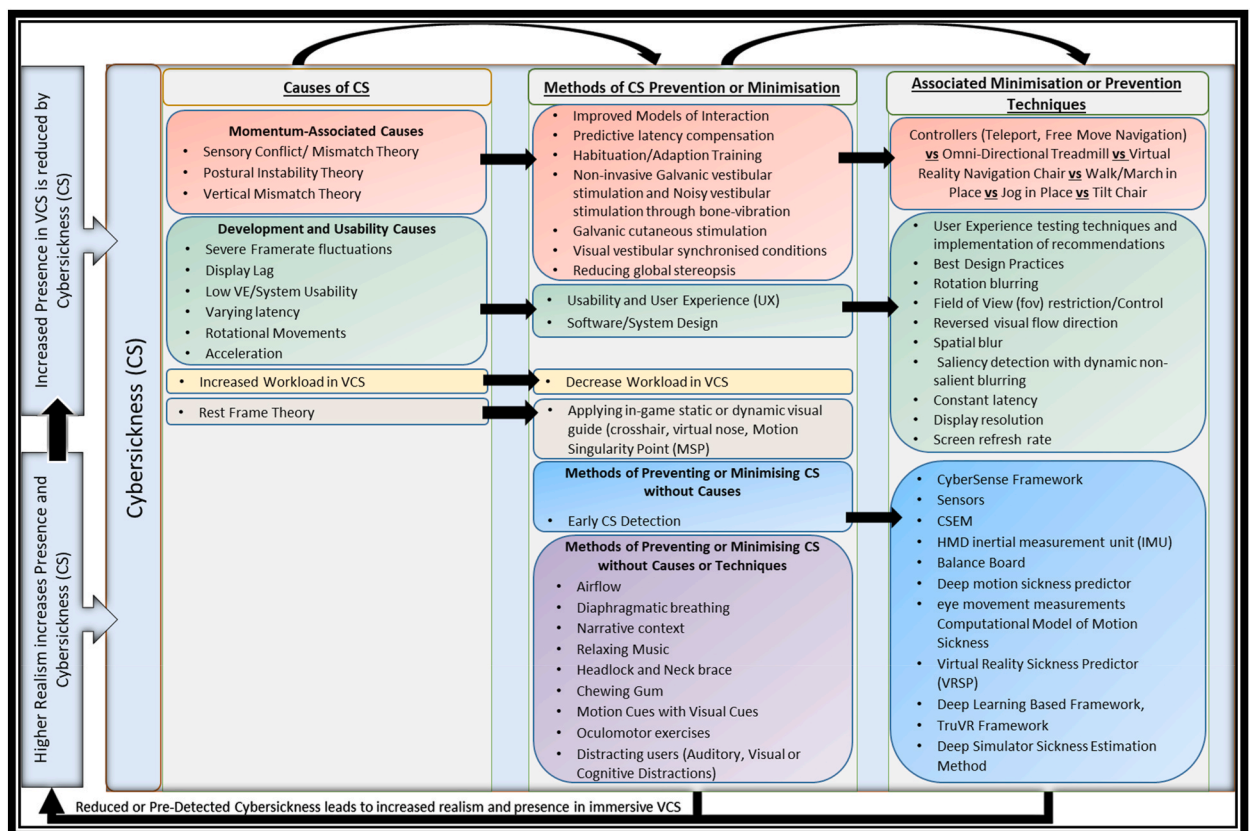 Increased Presence in VCS is reduced by
Cybersickness (CS)
Higher Realism increases Presence and
Cybersickness (CS)
Cybersickness (CS)
Causes of CS
Momentum-Associated Causes
• Sensory Conflict/ Mismatch Theory
• Postural Instability Theory
• Vertical Mismatch Theory
Development and Usability Causes
• Severe Framerate fluctuations
• Display Lag
• Low VE/System Usability
• Varying latency
• Rotational Movements
• Acceleration
• Increased Workload in VCS
• Rest Frame Theory
Methods of CS Prevention or Minimisation
• Improved Models of Interaction
• Predictive latency compensation
• Habituation/Adaption Training
• Non-invasive Galvanic vestibular
stimulation and Noisy vestibular
stimulation through bone-vibration
• Galvanic cutaneous stimulation
• Visual vestibular synchronised conditions
• Reducing global stereopsis
• Usability and User Experience (UX)
• Software/System Design
• Decrease Workload in VCS
• Applying in-game static or dynamic visual
guide (crosshair, virtual nose, Motion
Singularity Point (MSP)
Methods of Preventing or Minimising CS
without Causes
• Early CS Detection
Methods of Preventing or Minimising CS
without Causes or Techniques
• Airflow
• Diaphragmatic breathing
• Narrative context
• Relaxing Music
• Headlock and Neck brace
• Chewing Gum
• Motion Cues with Visual Cues
• Oculomotor exercises
• Distracting users (Auditory, Visual or
Cognitive Distractions)
Associated Minimisation or Prevention
Techniques
Controllers (Teleport, Free Move Navigation)
vs Omni-Directional Treadmill vs Virtual
Reality Navigation Chair vs Walk/March in
Place vs Jog in Place vs Tilt Chair
• User Experience testing techniques and
implementation of recommendations
• Best Design Practices
• Rotation blurring
• Field of View (fov) restriction/Control
• Reversed visual flow direction
• Spatial blur
• Saliency detection with dynamic non-
salient blurring
• Constant latency
• Display resolution
• Screen refresh rate
• CyberSense Framework
• Sensors
• CSEM
• HMD inertial measurement unit (IMU)
• Balance Board
• Deep motion sickness predictor
• eye movement measurements
Computational Model of Motion
Sickness
• Virtual Reality Sickness Predictor
(VRSP)
• Deep Learning Based Framework,
• TruVR Framework
• Deep Simulator Sickness Estimation
Method
Reduced or Pre-Detected Cybersickness leads to increased realism and presence in immersive VCS